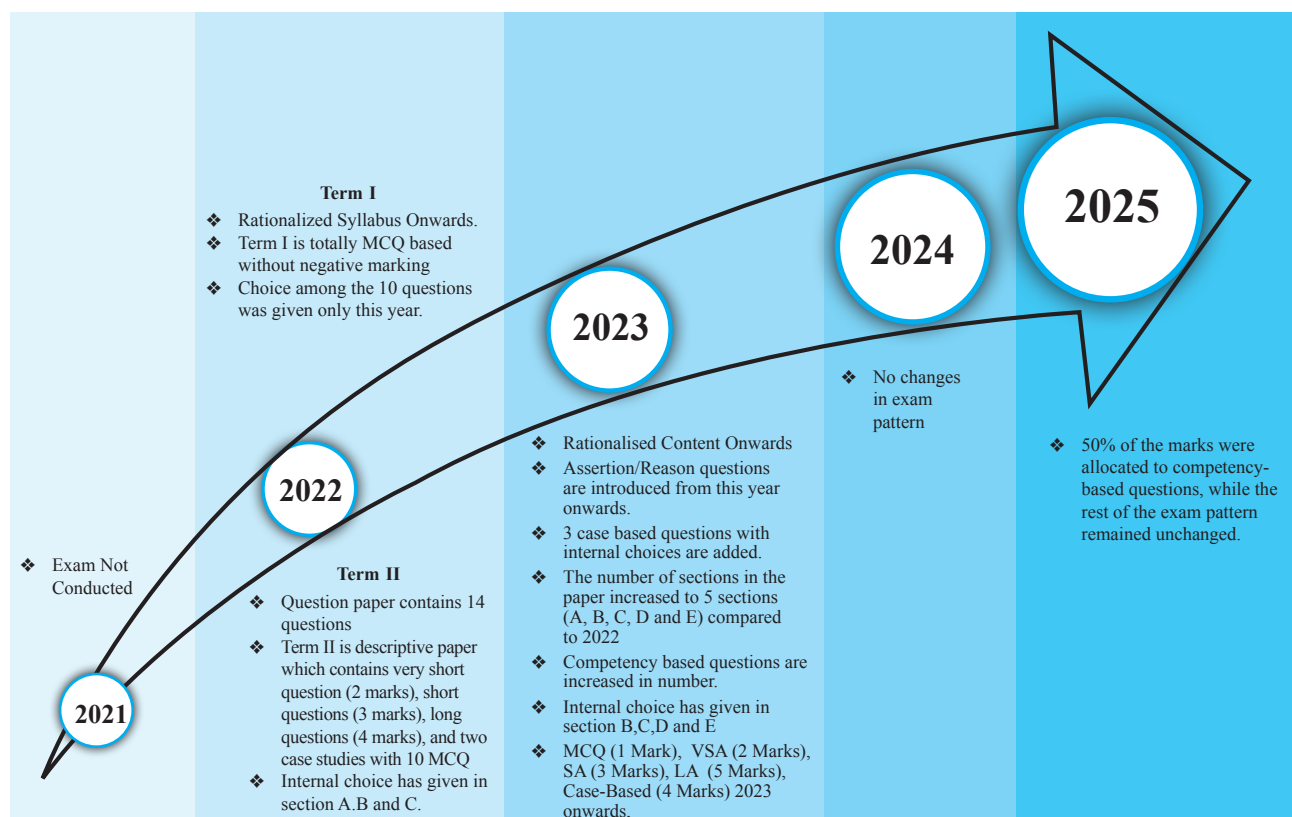 2021
❖ Exam Not
Conducted
2022
Term I
❖ Rationalized Syllabus Onwards.
❖ Term I is totally MCQ based
without negative marking
❖ Choice among the 10 questions
was given only this year.
Term II
❖ Question paper contains 14
questions
❖ Term II is descriptive paper
which contains very short
question (2 marks), short
questions (3 marks), long
questions (4 marks), and two
case studies with 10 MCQ
❖ Internal choice has given in
section A.B and C.
2023
❖ Rationalised Content Onwards
❖ Assertion/Reason questions
are introduced from this year
onwards.
❖ 3 case based questions with
internal choices are added.
❖ The number of sections in the
paper increased to 5 sections
(A, B, C, D and E) compared
to 2022
❖ Competency based questions are
increased in number.
❖ Internal choice has given in
section B,C,D and E
❖ MCQ (1 Mark), VSA (2 Marks),
SA (3 Marks), LA (5 Marks),
Case-Based (4 Marks) 2023
onwards.
2024
❖ No changes
in exam
pattern
2025
❖ 50% of the marks were
allocated to competency-
based questions, while the
rest of the exam pattern
remained unchanged.